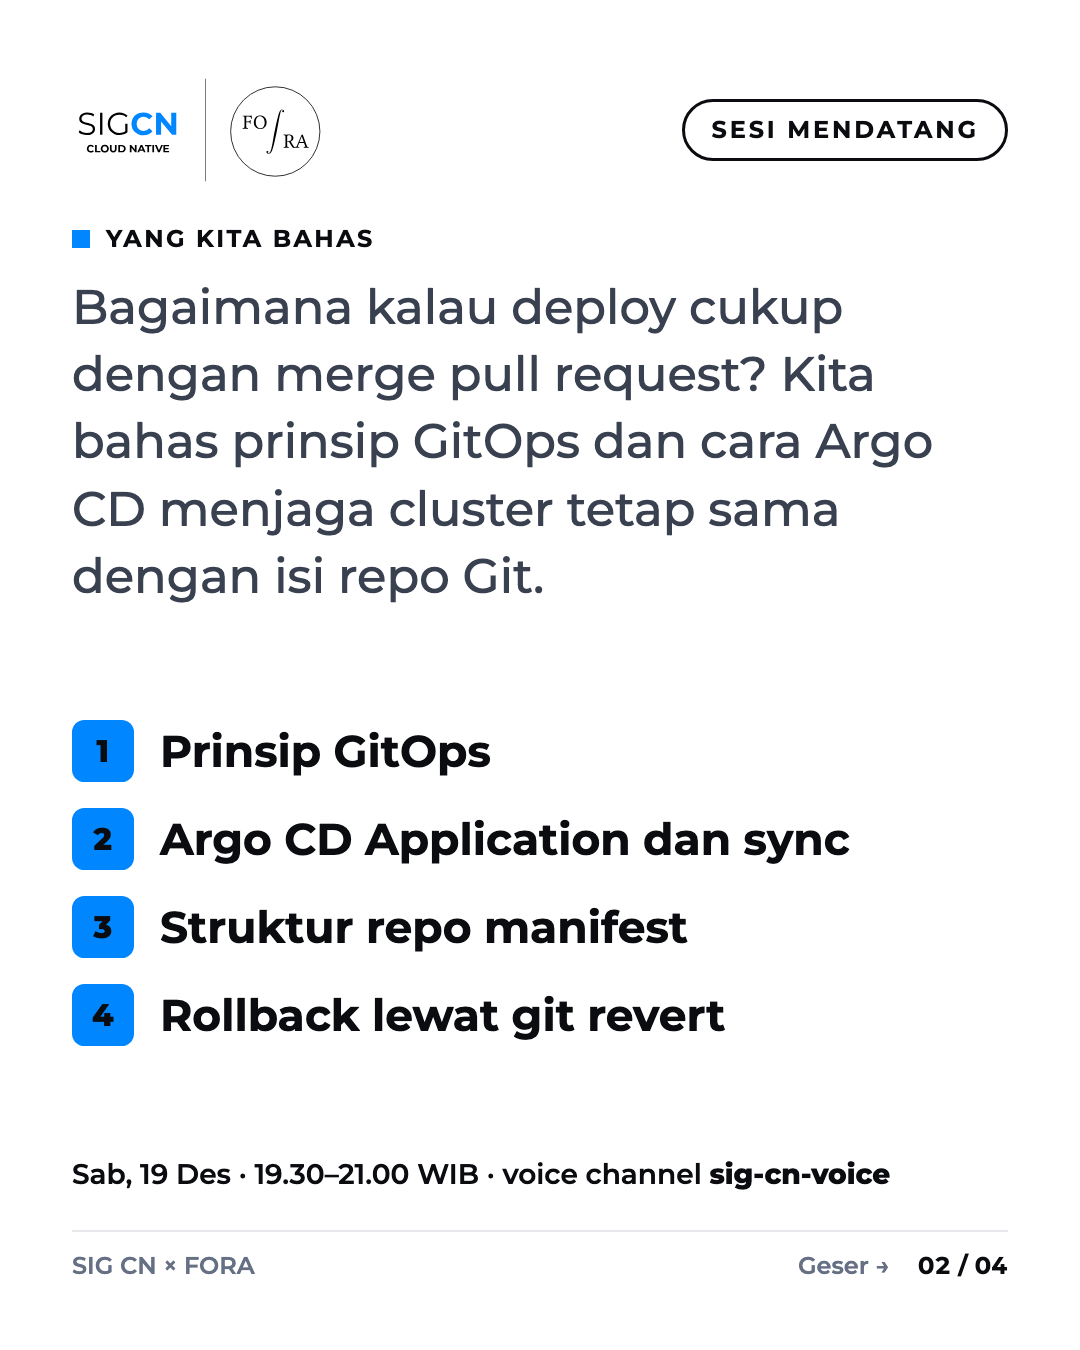 SIGCN
CLOUD NATIVE
FO
RA
SESI MENDATANG
YANG KITA BAHAS
Bagaimana kalau deploy cukup
dengan merge pull request? Kita
bahas prinsip GitOps dan cara Argo
CD menjaga cluster tetap sama
dengan isi repo Git.
1 Prinsip GitOps
2 Argo CD Application dan sync
3 Struktur repo manifest
4 Rollback lewat git revert
Sab, 19 Des · 19.30–21.00 WIB · voice channel sig-cn-voice
SIG CN × FORA
Geser → 02 / 04